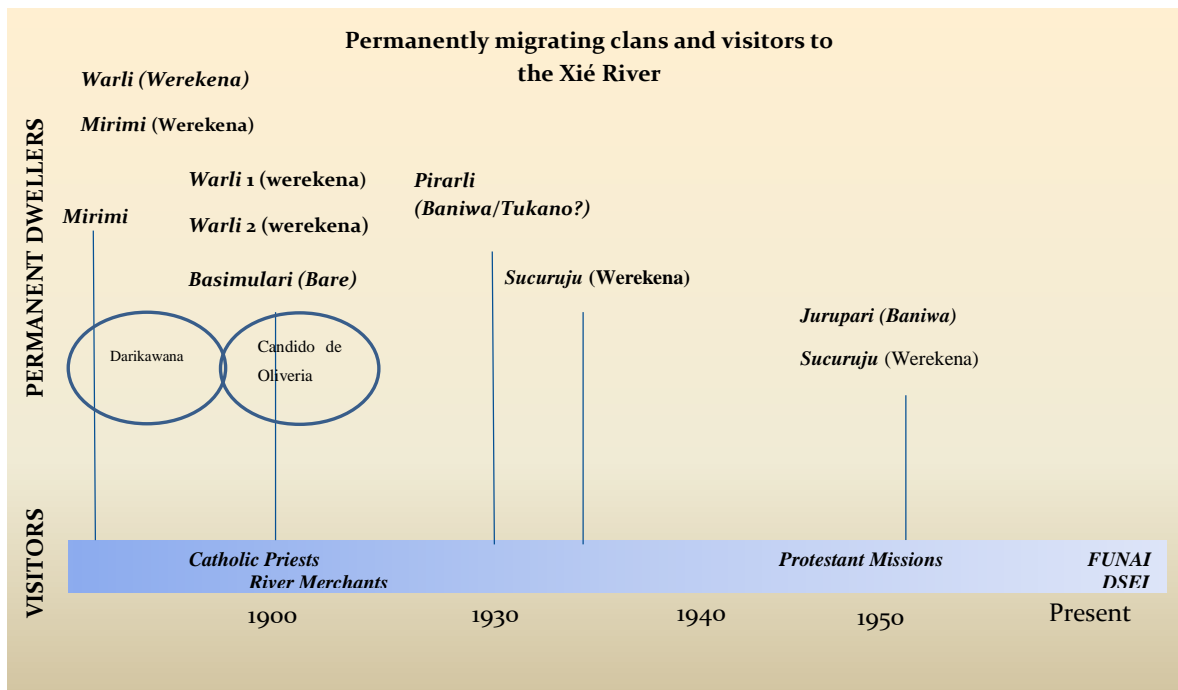 Permanently migrating clans and visitors to
the Xié River
Warli (Werekena)
Mirimi (Werekena)
Warli 1 (werekena)
Warli 2 (werekena)
Basimulari (Bare)
Mirimi
Pirarli
(Baniwa/Tukano?)
Sucuruju (Werekena)
Jurupari (Baniwa)
Sucuruju (Werekena)
Darikawana
Candido de
Oliveria
PERMANENT DWELLERS
VISITORS
Catholic Priests
River Merchants
Protestant Missions
FUNAI
DSEI
1900
1930
1940
1950
Present